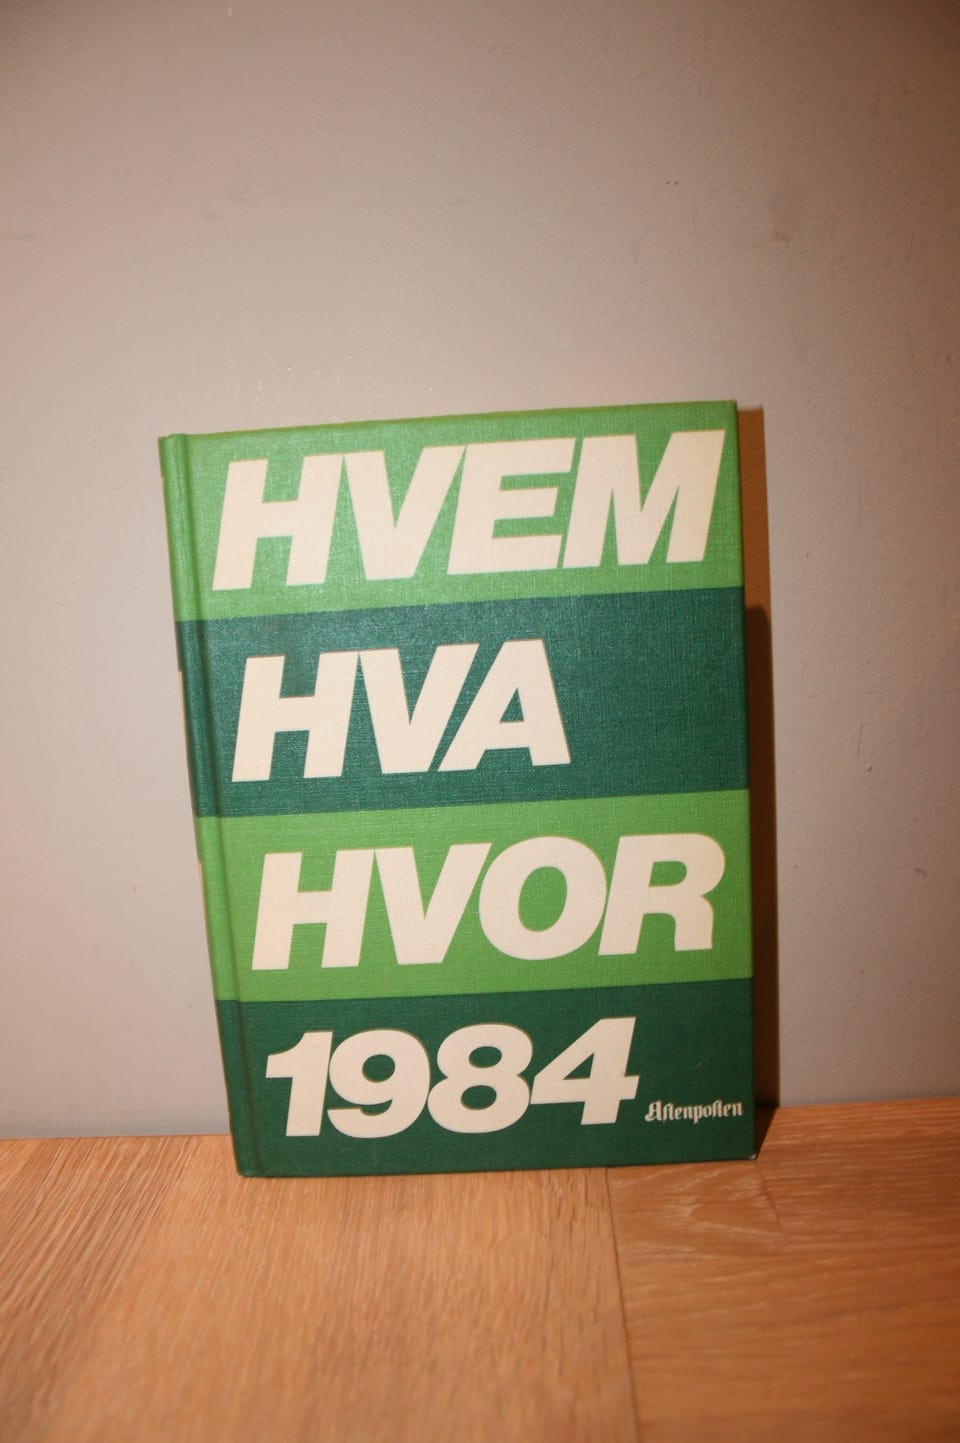 HVEM
HVA
HVOR
1984
Aftenposten